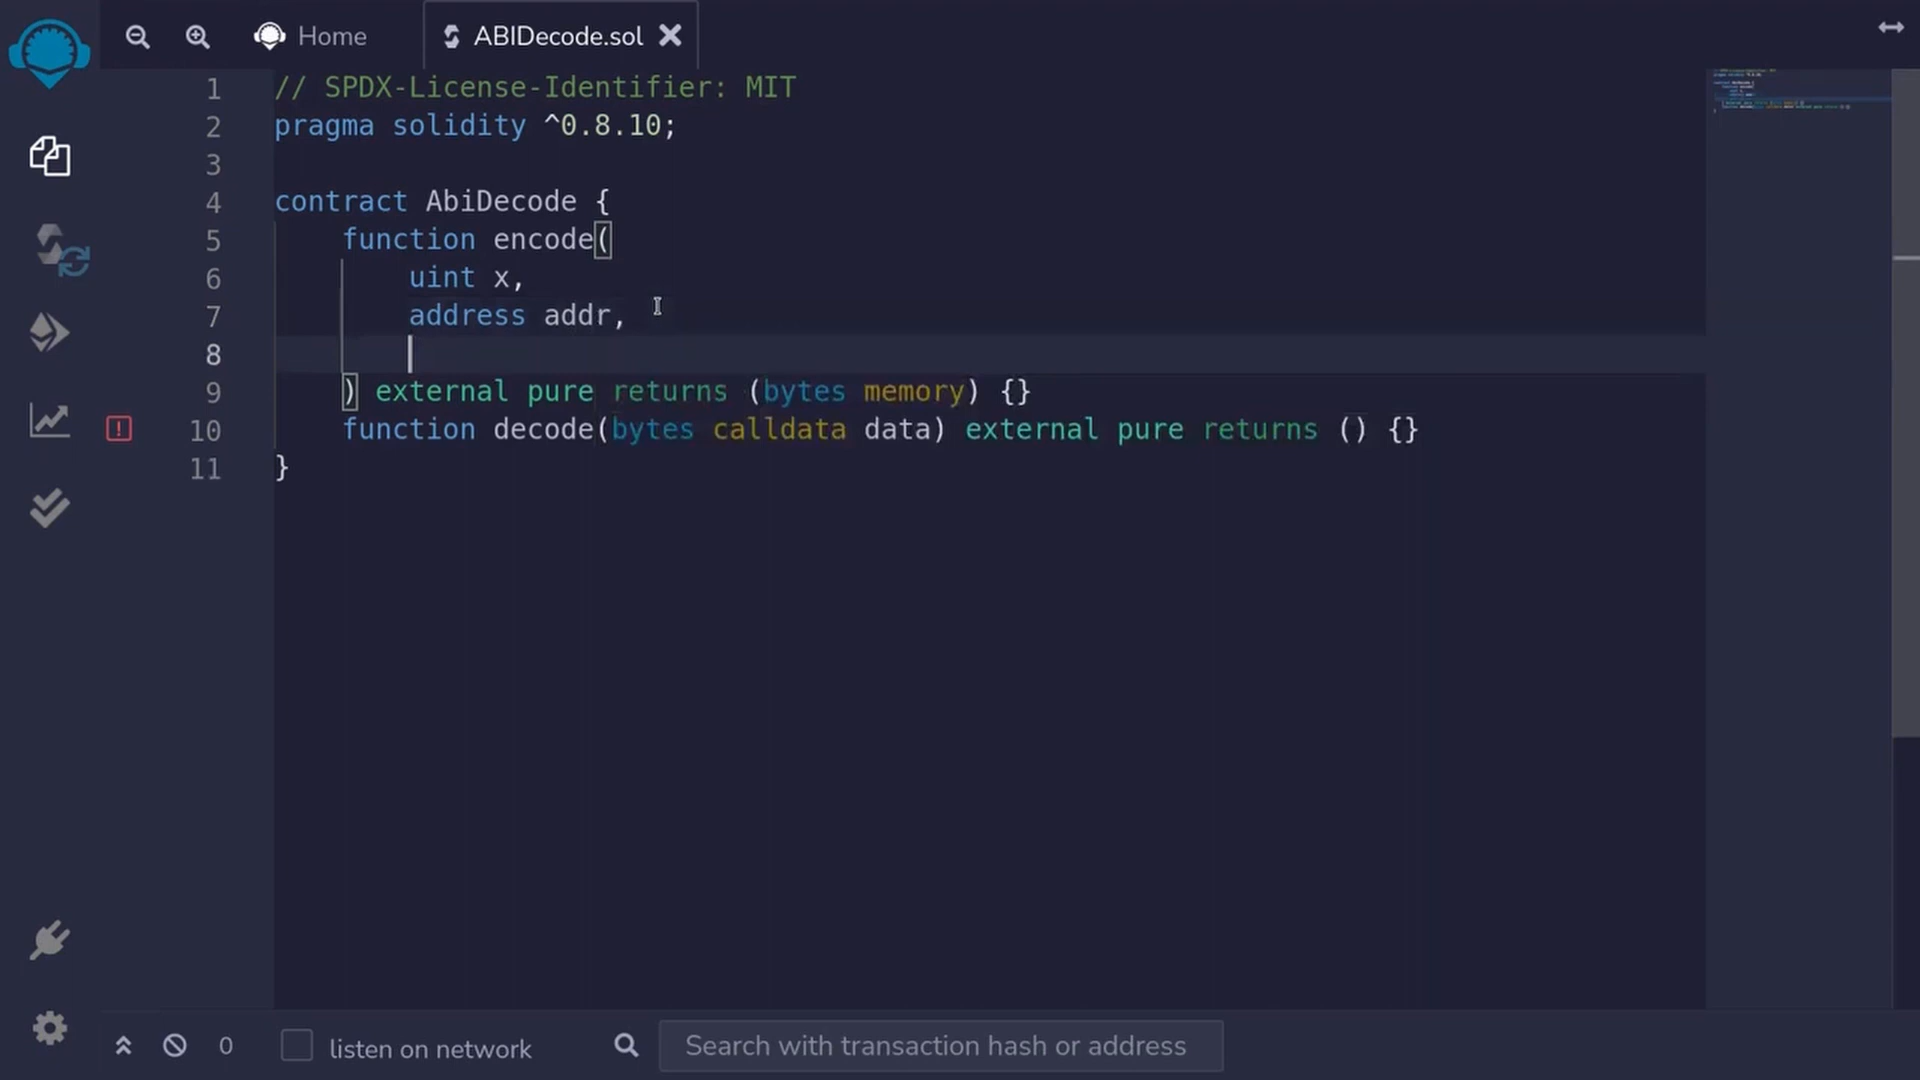 Home
ABIDecode.sol
1 // SPDX-License-Identifier: MIT
2 pragma solidity ^0.8.10;
3
4 contract AbiDecode {
5     function encode(
6         uint x,
7         address addr,
8
9     ) external pure returns (bytes memory) {}
10     function decode(bytes calldata data) external pure returns () {}
11 }
0
listen on network
Search with transaction hash or address